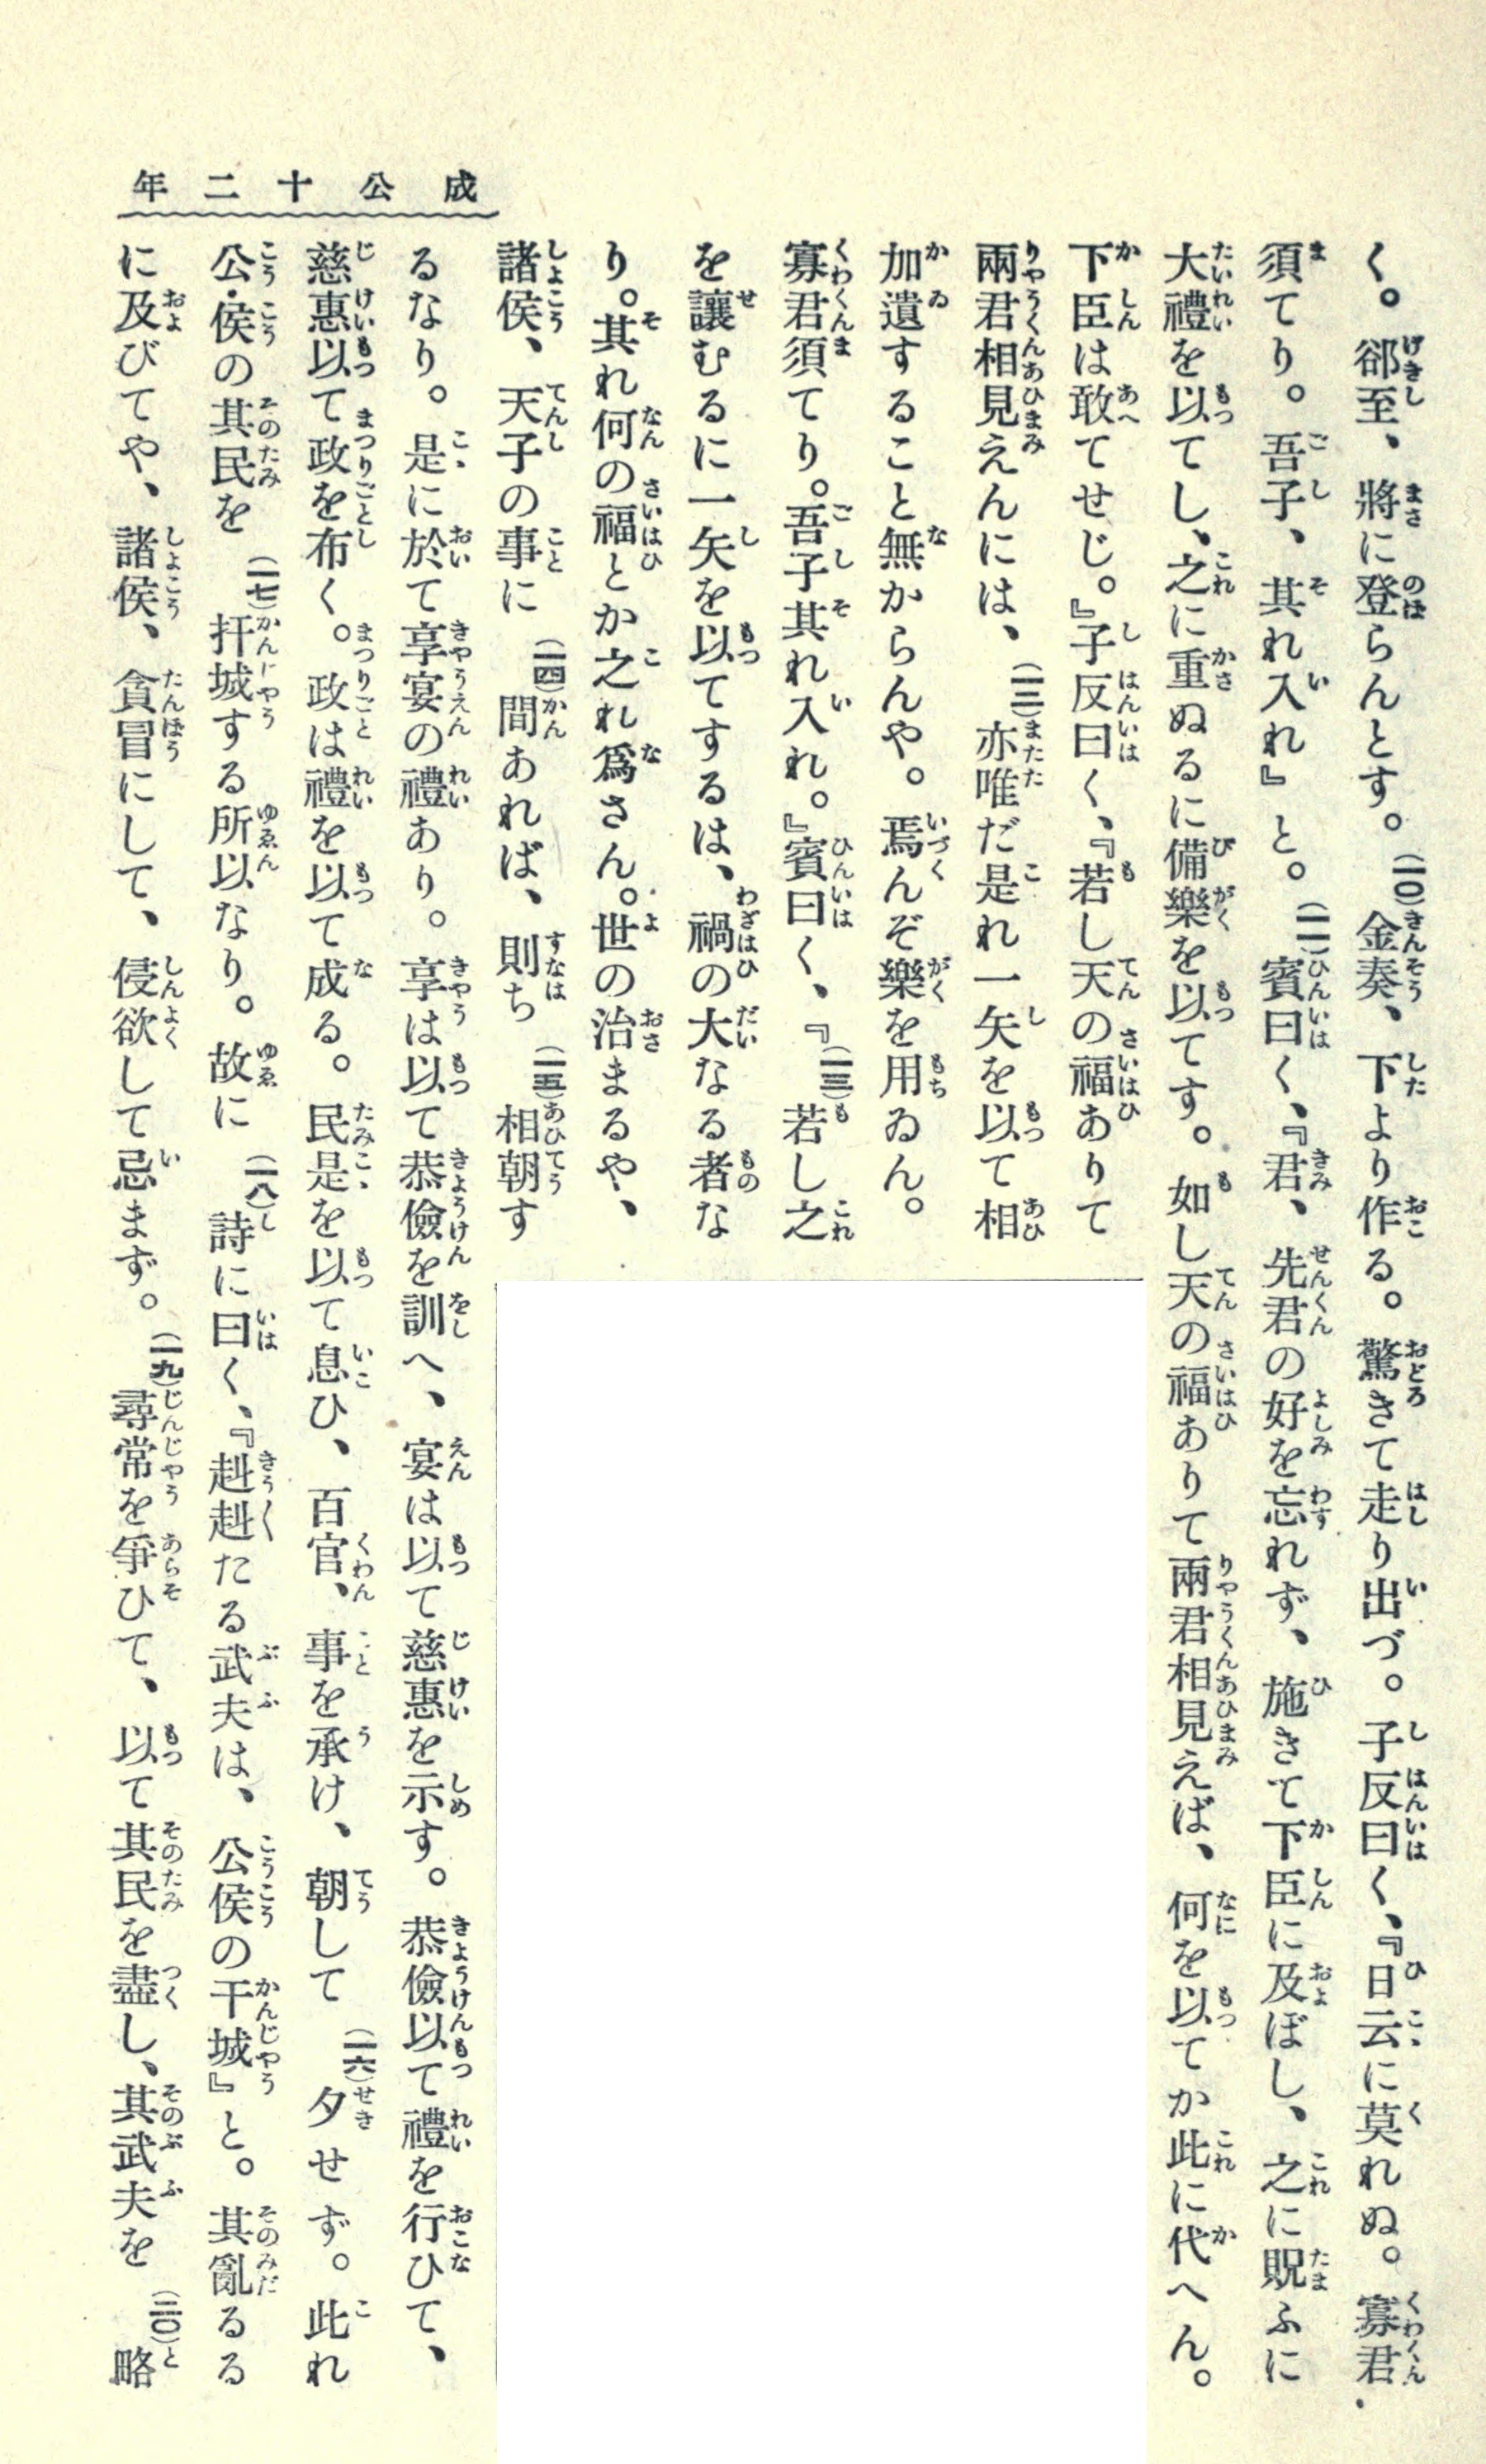 成公十二年
く。郤至、將に登らんとす。(一〇)金奏、下より作る。驚きて走り出づ。子反曰く、『日云に莫れぬ。寡君
須てり。吾子、其れ入れ』と。(一一)賓曰く、『君、先君の好を忘れず、施きて下臣に及ぼし、之に貺ふに
大禮を以てし、之に重ぬるに備樂を以てす。如し天の福ありて兩君相見えば、何を以てか此に代へん。
下臣は敢てせじ。』子反曰く、『若し天の福ありて
兩君相見えんには、(一二)亦唯だ是れ一矢を以て相
加遺すること無からんや。焉んぞ樂を用ゐん。
寡君須てり。吾子其れ入れ。』賓曰く、『(一三)若し之
を讓むるに一矢を以てするは、禍の大なる者な
り。其れ何の福とか之れ爲さん。世の治まるや、
諸侯、天子の事に(一四)間あれば、則ち(一五)相朝す
るなり。是に於て享宴の禮あり。享は以て恭儉を訓へ、宴は以て慈惠を示す。恭儉以て禮を行ひて、
慈惠以て政を布く。政は禮を以て成る。民是を以て息ひ、百官、事を承け、朝して(一六)夕せず。此れ
公・侯の其民を(一七)扞城する所以なり。故に(一八)詩に曰く、『赳赳たる武夫は、公侯の干城』と。其亂るる
に及びてや、諸侯、貪冒にして、侵欲して忌まず。(一九)尋常を爭ひて、以て其民を盡し、其武夫を(二〇)略